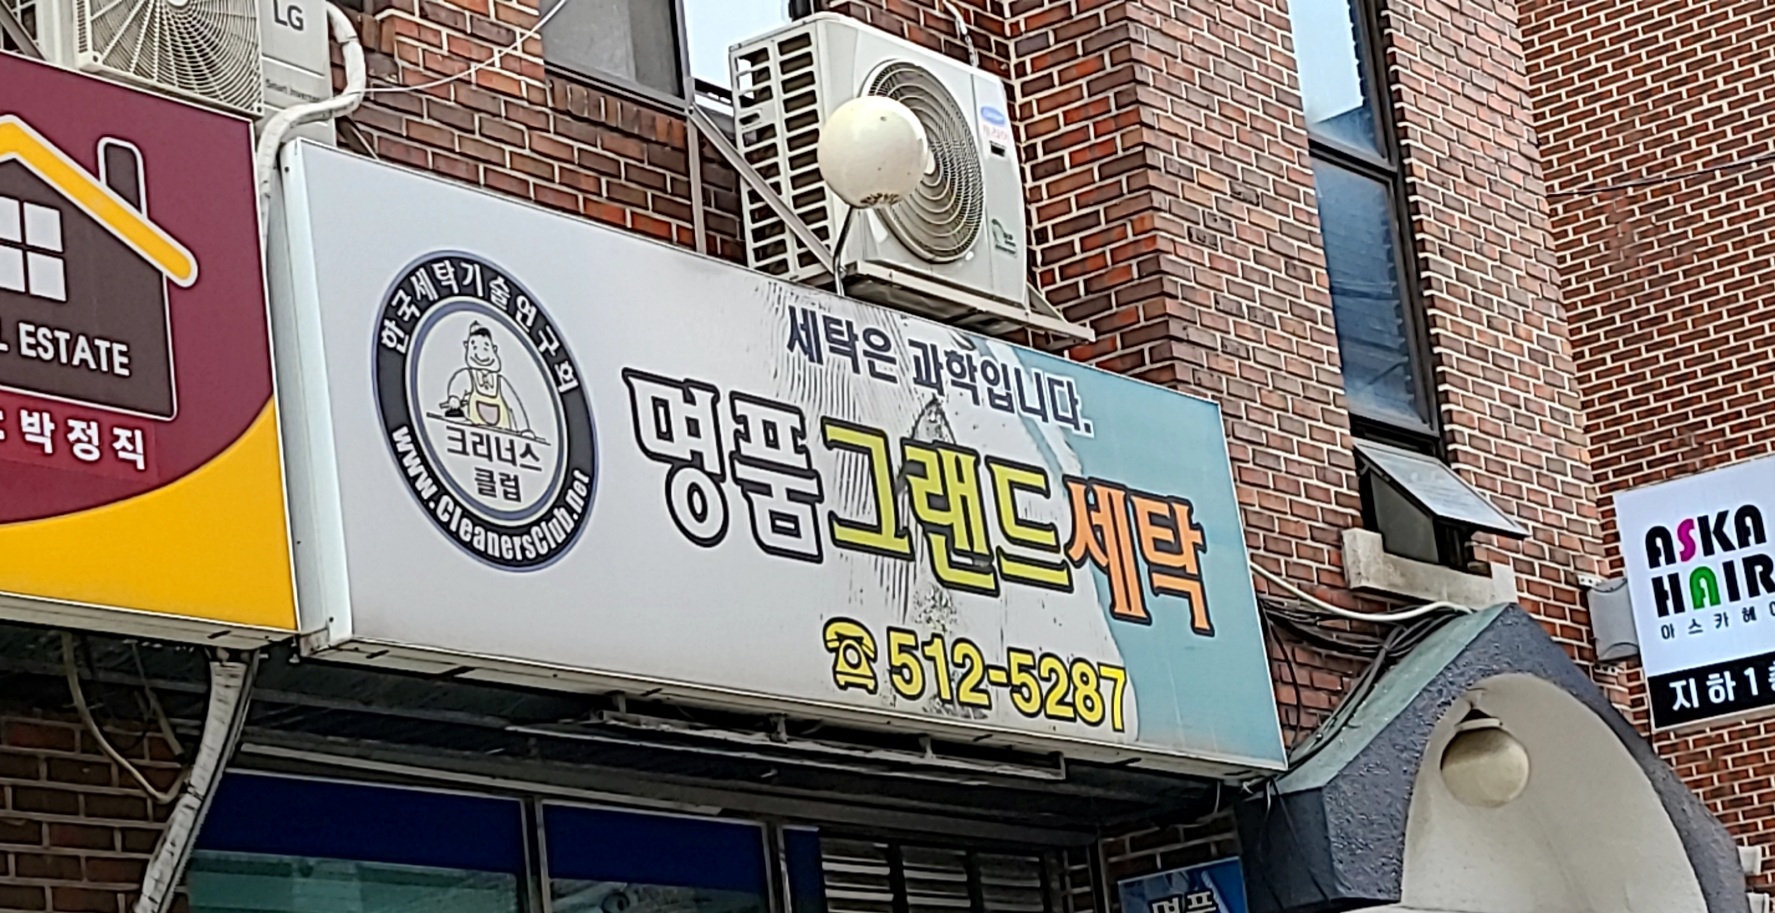 LG
ESTATE
박정직
한국세탁기술연구회
크리너스
클럽
www.CleanersClub.net
세탁은 과학입니다.
명품그랜드세탁
☎512-5287
ASKA
HAIR
아스카헤
지하1층
명품